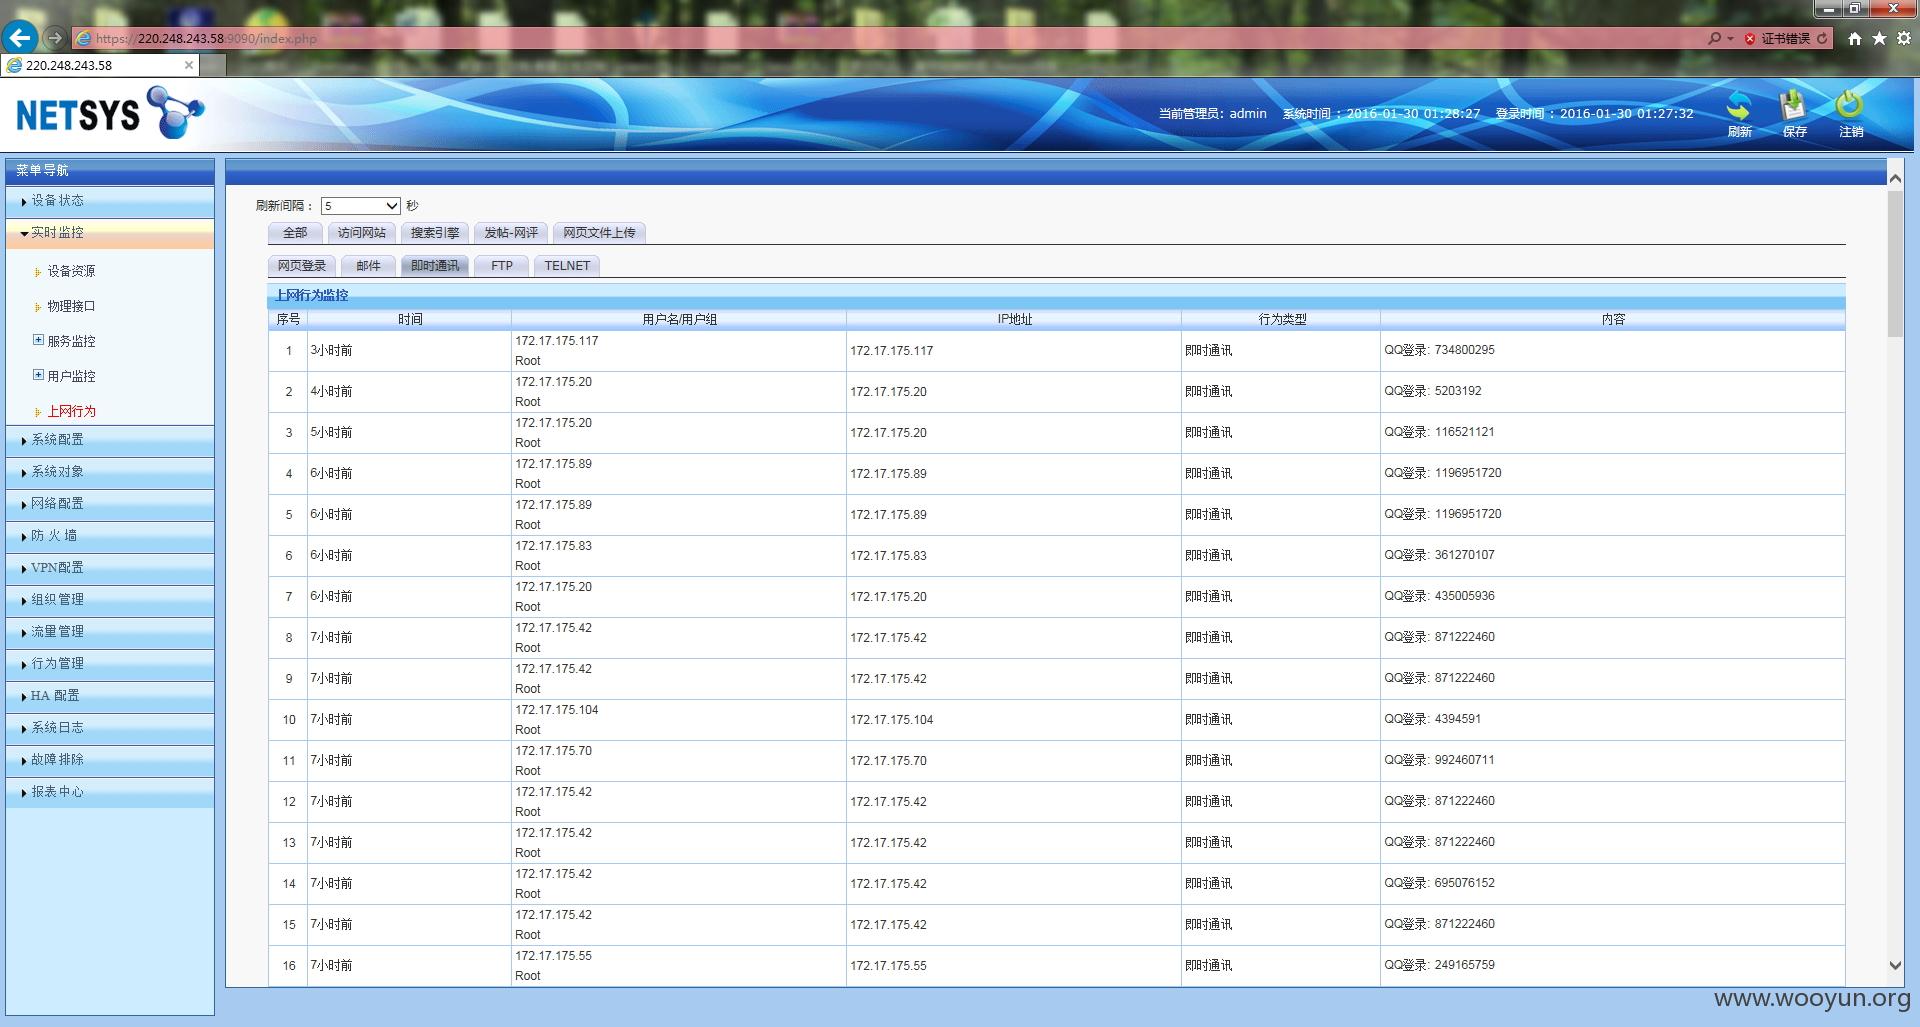 https://220.248.243.58:9090/index.php
证书错误
220.248.243.58
NETSYS
当前管理员: admin 系统时间 : 2016-01-30 01:28:27 登录时间 : 2016-01-30 01:27:32
刷新 保存 注销
菜单导航
设备状态
实时监控
设备资源
物理接口
服务监控
用户监控
上网行为
系统配置
系统对象
网络配置
防 火 墙
VPN配置
组织管理
流量管理
行为管理
HA 配置
系统日志
故障排除
报表中心
刷新间隔 : 5 秒
全部 访问网站 搜索引擎 发帖-网评 网页文件上传
网页登录 邮件 即时通讯 FTP TELNET
上网行为监控
序号 时间 用户名/用户组 IP地址 行为类型 内容
1 3小时前 172.17.175.117 Root 172.17.175.117 即时通讯 QQ登录: 734800295
2 4小时前 172.17.175.20 Root 172.17.175.20 即时通讯 QQ登录: 5203192
3 5小时前 172.17.175.20 Root 172.17.175.20 即时通讯 QQ登录: 116521121
4 6小时前 172.17.175.89 Root 172.17.175.89 即时通讯 QQ登录: 1196951720
5 6小时前 172.17.175.89 Root 172.17.175.89 即时通讯 QQ登录: 1196951720
6 6小时前 172.17.175.83 Root 172.17.175.83 即时通讯 QQ登录: 361270107
7 6小时前 172.17.175.20 Root 172.17.175.20 即时通讯 QQ登录: 435005936
8 7小时前 172.17.175.42 Root 172.17.175.42 即时通讯 QQ登录: 871222460
9 7小时前 172.17.175.42 Root 172.17.175.42 即时通讯 QQ登录: 871222460
10 7小时前 172.17.175.104 Root 172.17.175.104 即时通讯 QQ登录: 4394591
11 7小时前 172.17.175.70 Root 172.17.175.70 即时通讯 QQ登录: 992460711
12 7小时前 172.17.175.42 Root 172.17.175.42 即时通讯 QQ登录: 871222460
13 7小时前 172.17.175.42 Root 172.17.175.42 即时通讯 QQ登录: 871222460
14 7小时前 172.17.175.42 Root 172.17.175.42 即时通讯 QQ登录: 695076152
15 7小时前 172.17.175.42 Root 172.17.175.42 即时通讯 QQ登录: 871222460
16 7小时前 172.17.175.55 Root 172.17.175.55 即时通讯 QQ登录: 249165759
www.wooyun.org